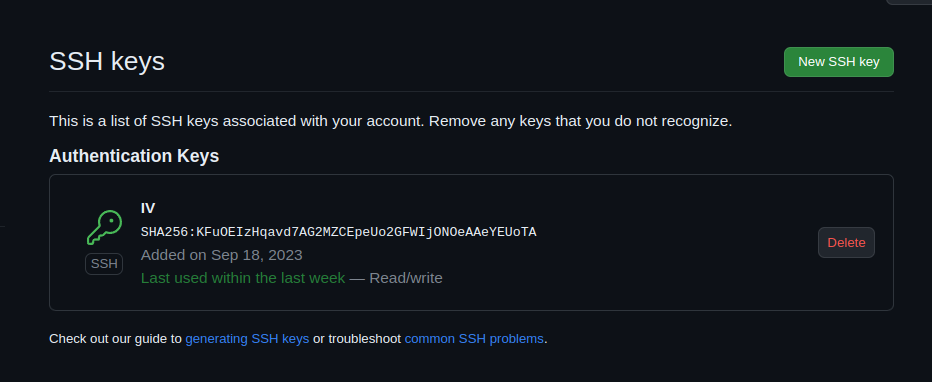 SSH keys
New SSH key
This is a list of SSH keys associated with your account. Remove any keys that you do not recognize.
Authentication Keys
IV
SHA256:KFuOEIzHqavd7AG2MZCEpeUo2GFWIjONOeAAeYEUoTA
Added on Sep 18, 2023
Last used within the last week — Read/write
SSH
Delete
Check out our guide to generating SSH keys or troubleshoot common SSH problems.